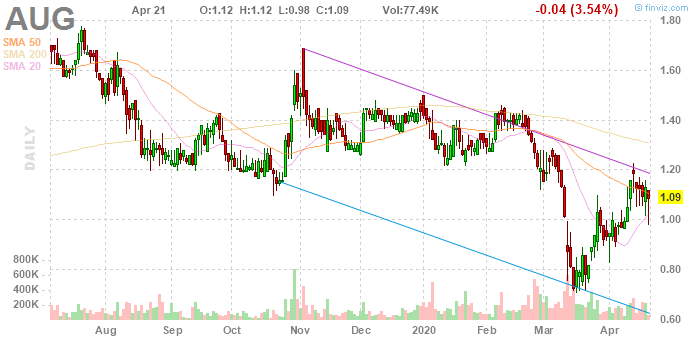 AUG
Apr 21 O:1.12 H:1.12 L:0.98 C:1.09 Vol:77.49K -0.04 (3.54%)
© finviz.com
SMA 50
SMA 200
SMA 20
DAILY
1.80
1.60
1.40
1.20
1.09
1.00
0.80
0.60
800K
600K
400K
200K
Aug Sep Oct Nov Dec 2020 Feb Mar Apr